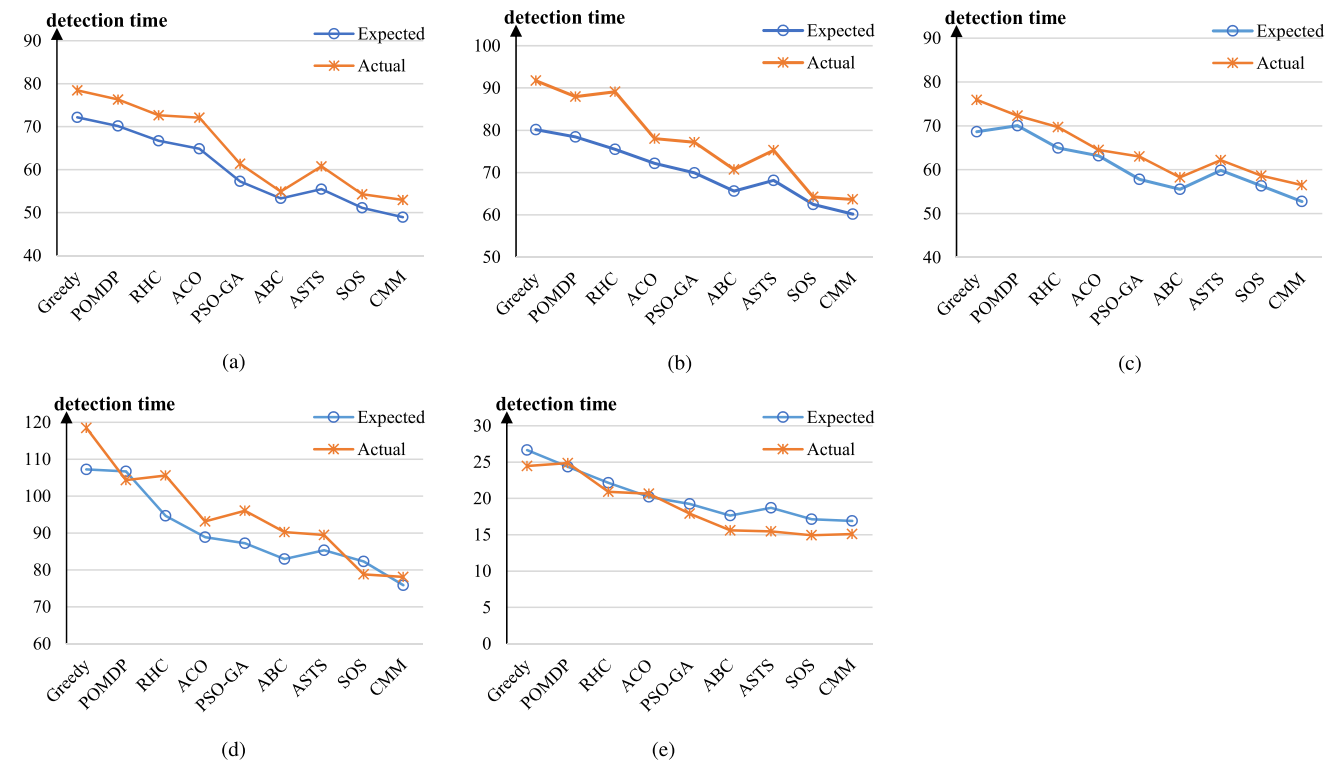 detection time
Expected
Actual
90
80
70
60
50
40
Greedy
POMDP
RHC
ACO
PSO-GA
ABC
ASTS
SOS
CMM
(a)
detection time
Expected
Actual
100
90
80
70
60
50
Greedy
POMDP
RHC
ACO
PSO-GA
ABC
ASTS
SOS
CMM
(b)
detection time
Expected
Actual
90
80
70
60
50
40
Greedy
POMDP
RHC
ACO
PSO-GA
ABC
ASTS
SOS
CMM
(c)
detection time
Expected
Actual
120
110
100
90
80
70
60
Greedy
POMDP
RHC
ACO
PSO-GA
ABC
ASTS
SOS
CMM
(d)
detection time
Expected
Actual
30
25
20
15
10
5
0
Greedy
POMDP
RHC
ACO
PSO-GA
ABC
ASTS
SOS
CMM
(e)